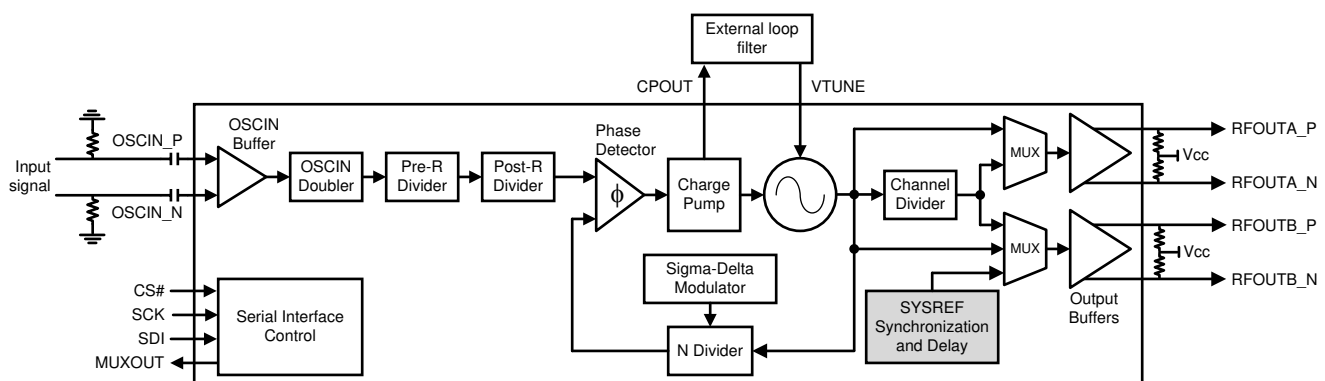 External loop
filter
CPOUT
VTUNE
OSCIN_P
OSCIN
Buffer
Phase
Detector
Input
signal
OSCIN_N
OSCIN
Doubler
Pre-R
Divider
Post-R
Divider
ϕ
Charge
Pump
Channel
Divider
MUX
MUX
RFOUTA_P
Vcc
RFOUTA_N
RFOUTB_P
Vcc
RFOUTB_N
Output
Buffers
Sigma-Delta
Modulator
N Divider
SYSREF
Synchronization
and Delay
CS#
SCK
SDI
MUXOUT
Serial Interface
Control